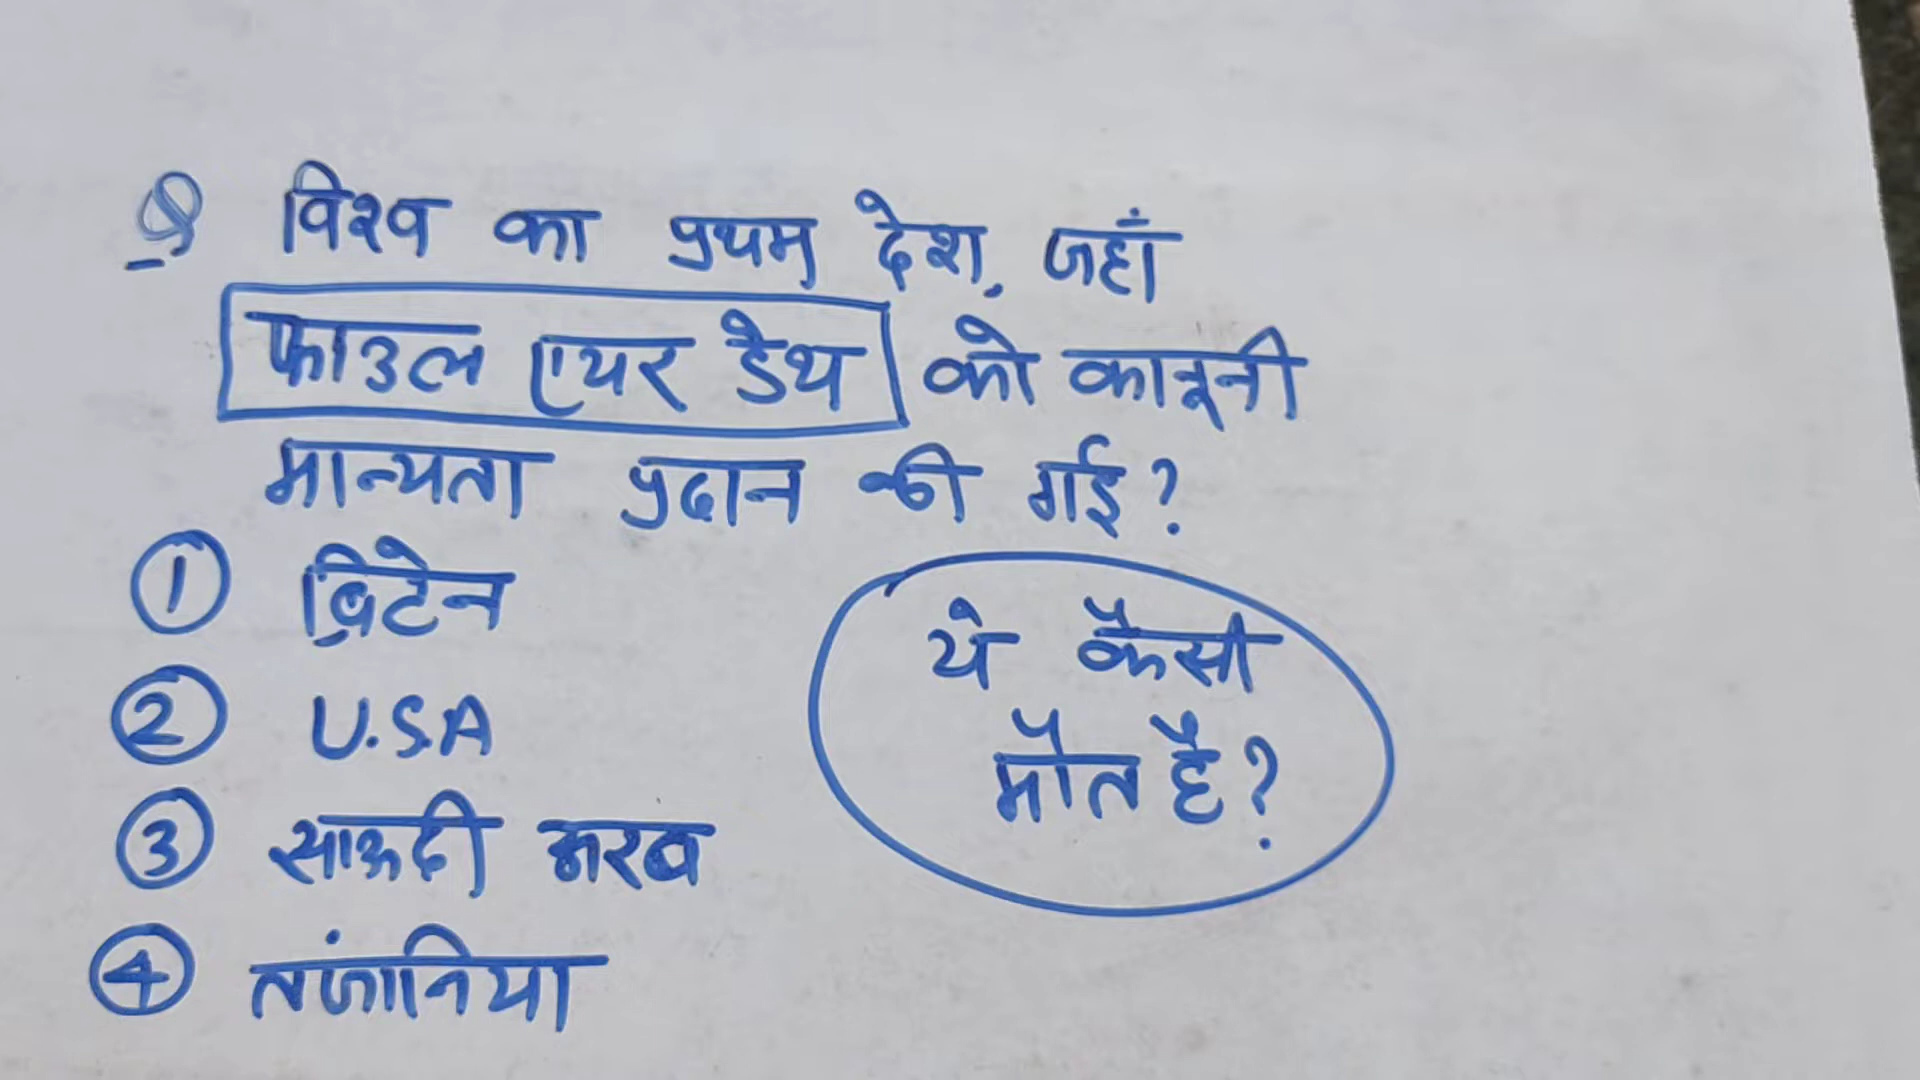 Q विश्व का प्रथम देश, जहाँ
फाउल एयर डेथ को कानूनी
मान्यता प्रदान की गई?
① ब्रिटेन
② U.S.A
③ साऊदी अरब
④ तंजानिया
ये कैसी
मौत है?